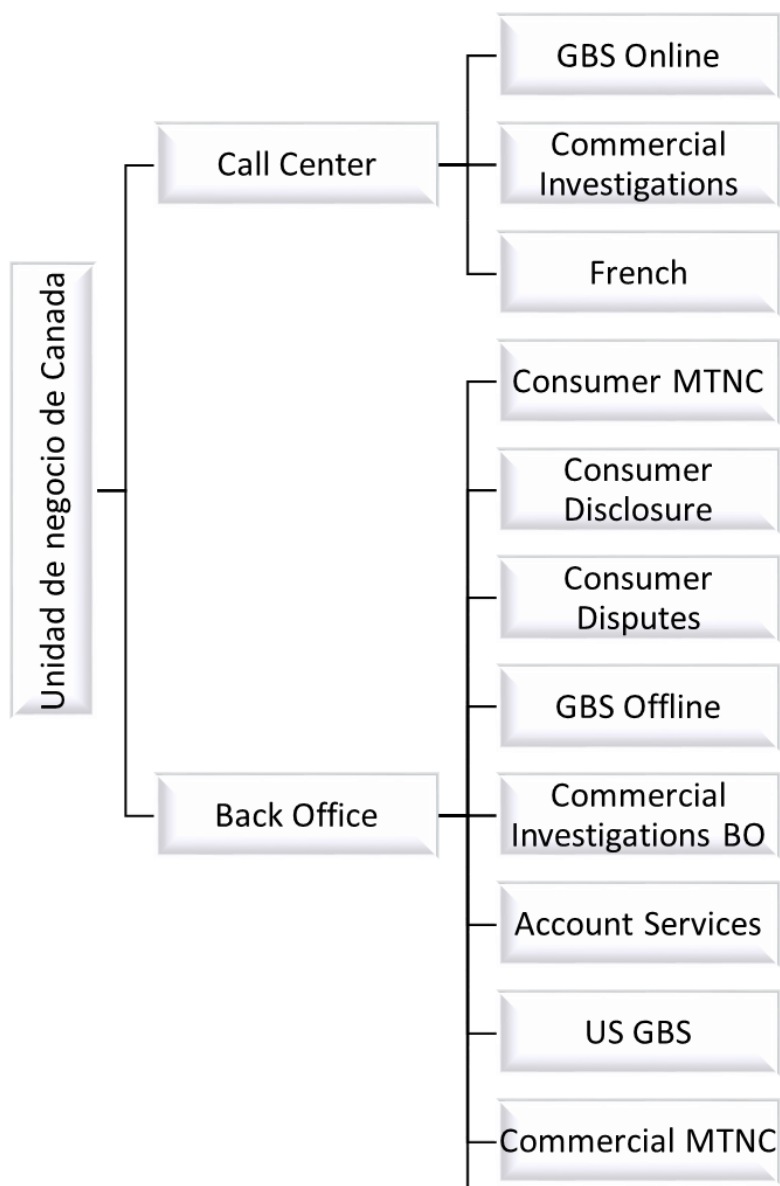 Unidad de negocio de Canada
Call Center
GBS Online
Commercial
Investigations
French
Back Office
Consumer MTNC
Consumer
Disclosure
Consumer
Disputes
GBS Offline
Commercial
Investigations BO
Account Services
US GBS
Commercial MTNC